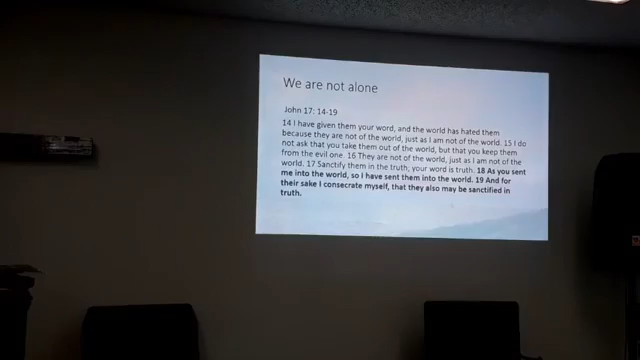 We are not alone
John 17: 14-19
14 I have given them your word, and the world has hated them
because they are not of the world, just as I am not of the world. 15 I do
not ask that you take them out of the world, but that you keep them
from the evil one. 16 They are not of the world, just as I am not of the
world. 17 Sanctify them in the truth; your word is truth. 18 As you sent
me into the world, so I have sent them into the world. 19 And for
their sake I consecrate myself, that they also may be sanctified in
truth.